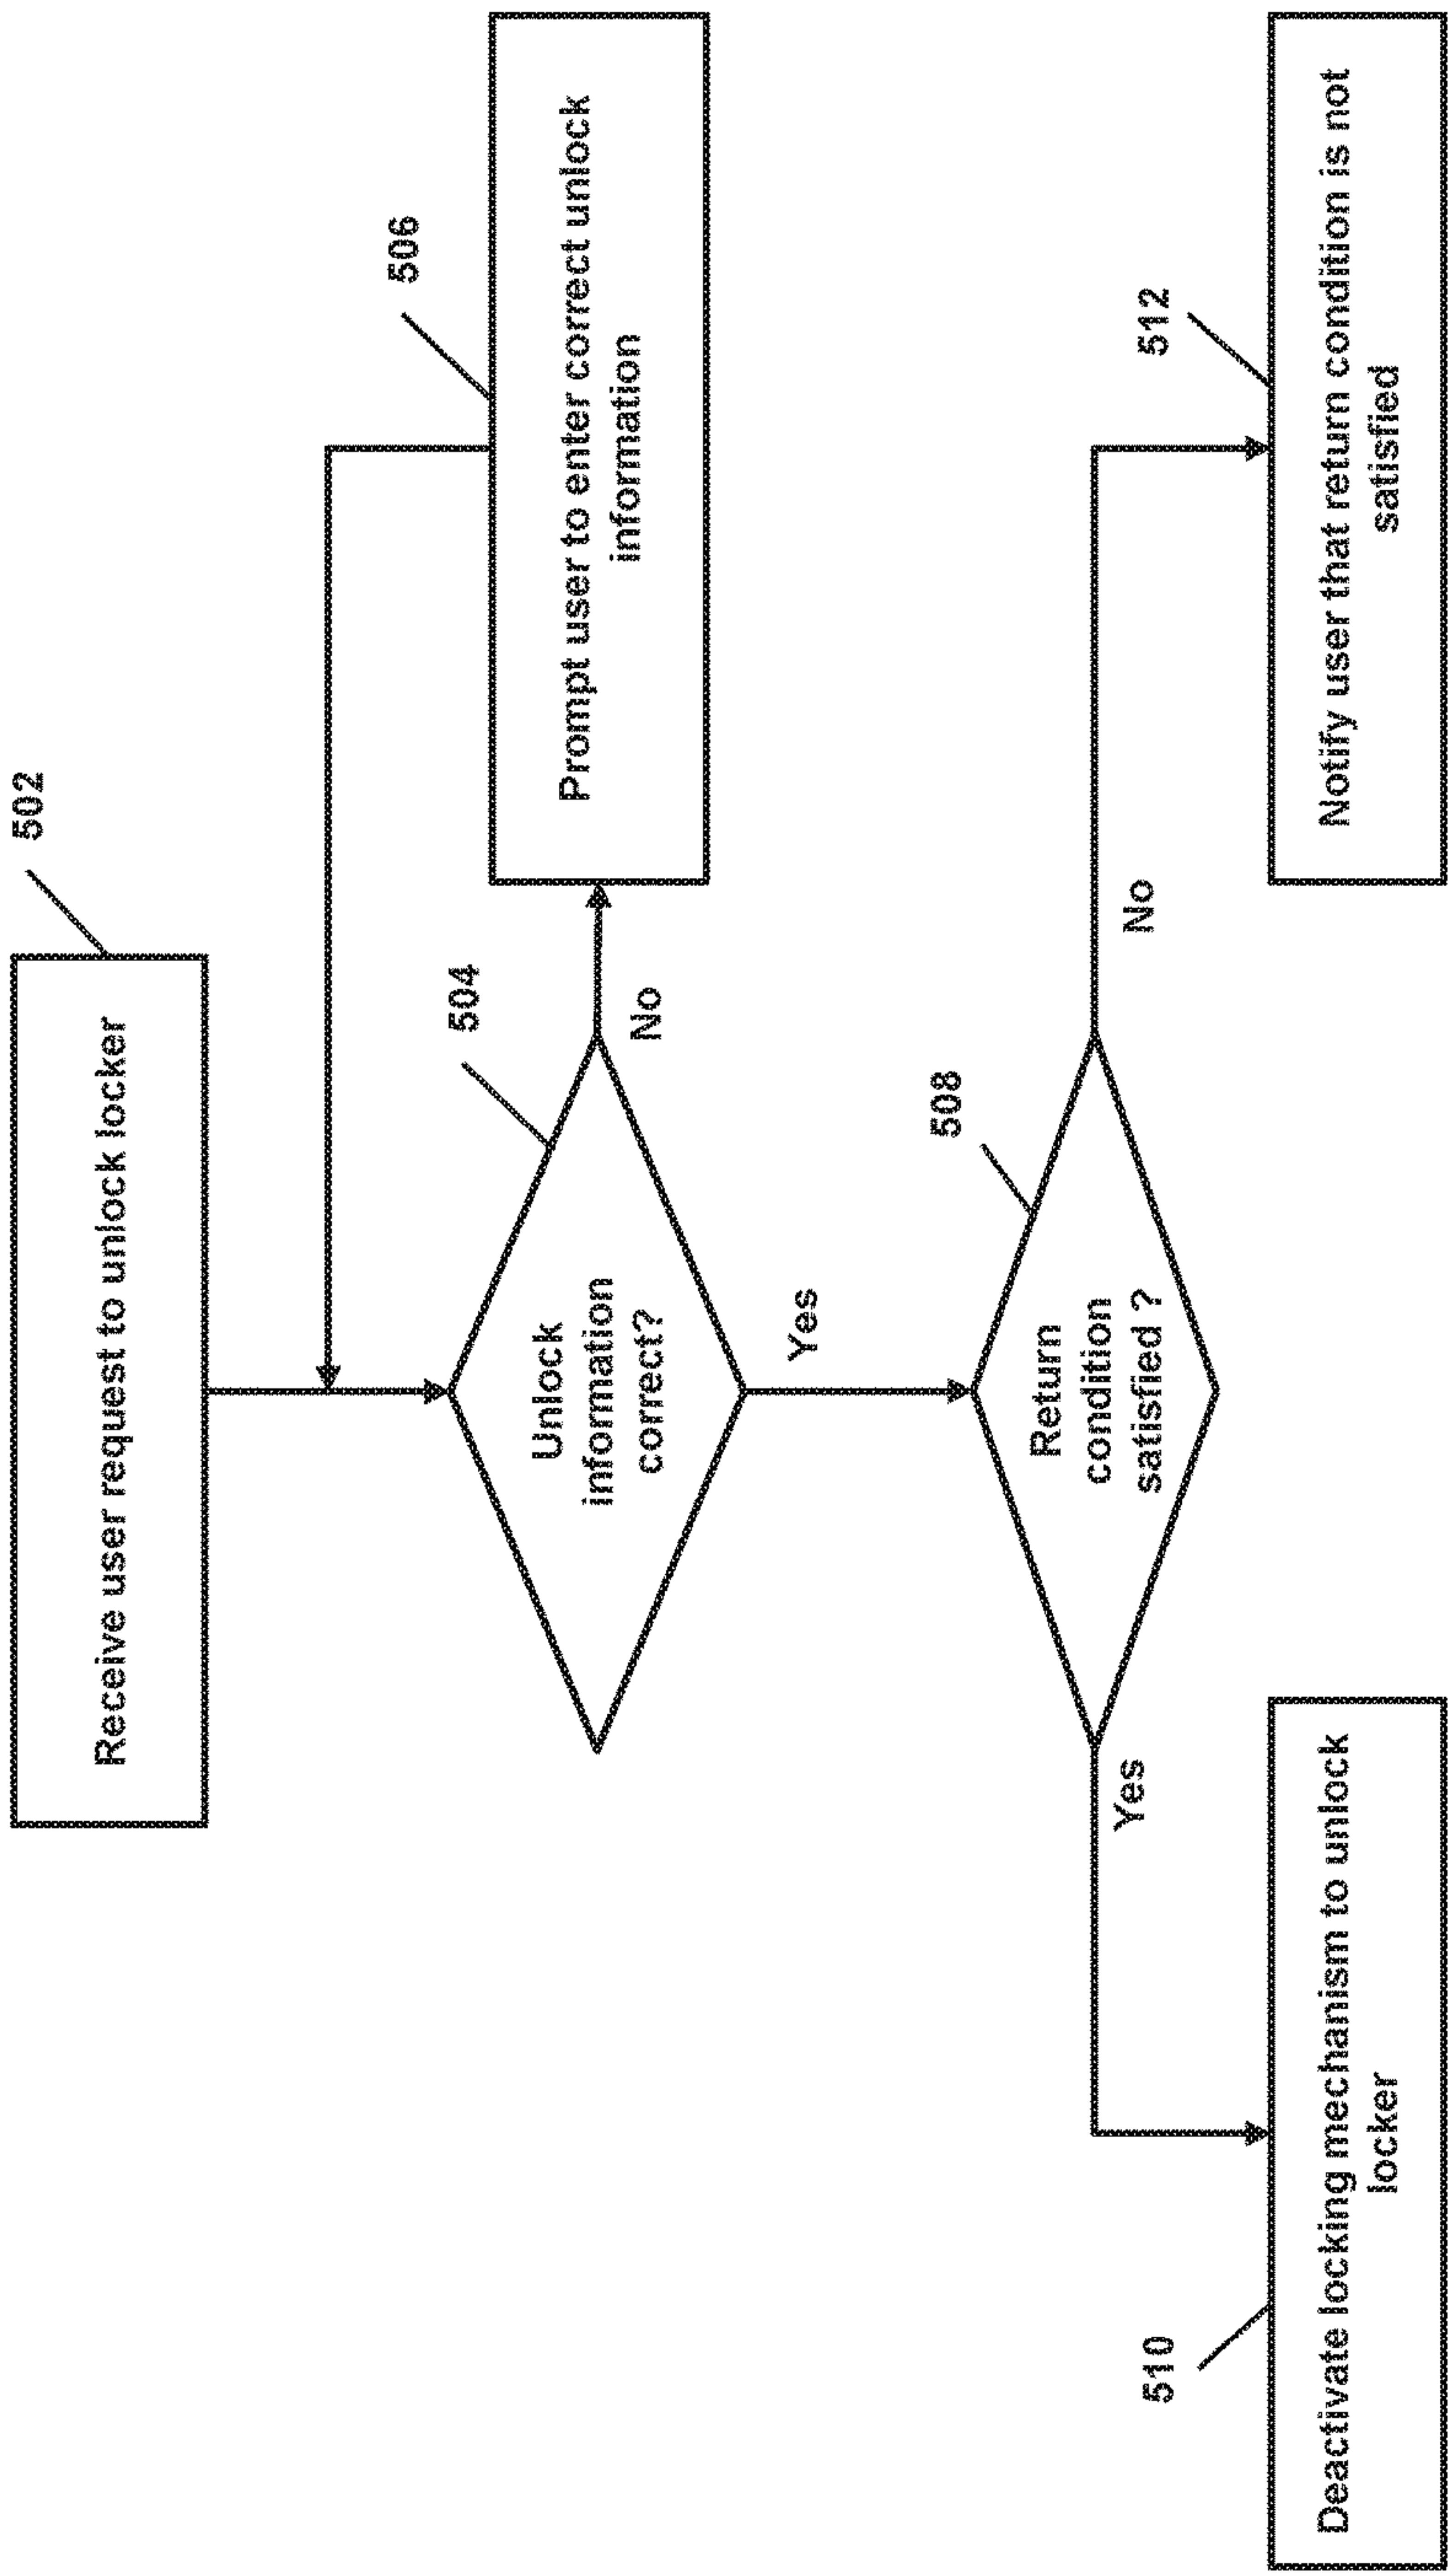 502
Receive user request to unlock locker
504
Unlock
information
correct?
No
506
Prompt user to enter correct unlock
information
Yes
508
Return
condition
satisfied ?
Yes
No
510
Deactivate locking mechanism to unlock
locker
512
Notify user that return condition is not
satisfied